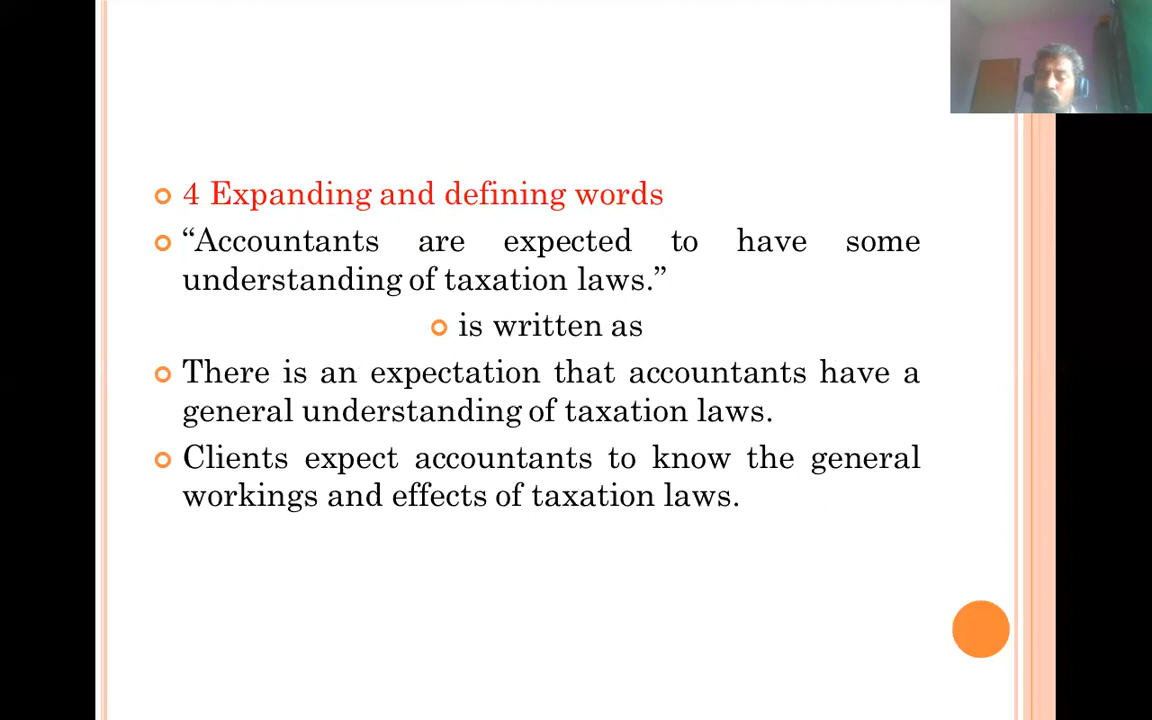 4 Expanding and defining words
“Accountants are expected to have some
understanding of taxation laws.”
is written as
There is an expectation that accountants have a
general understanding of taxation laws.
Clients expect accountants to know the general
workings and effects of taxation laws.